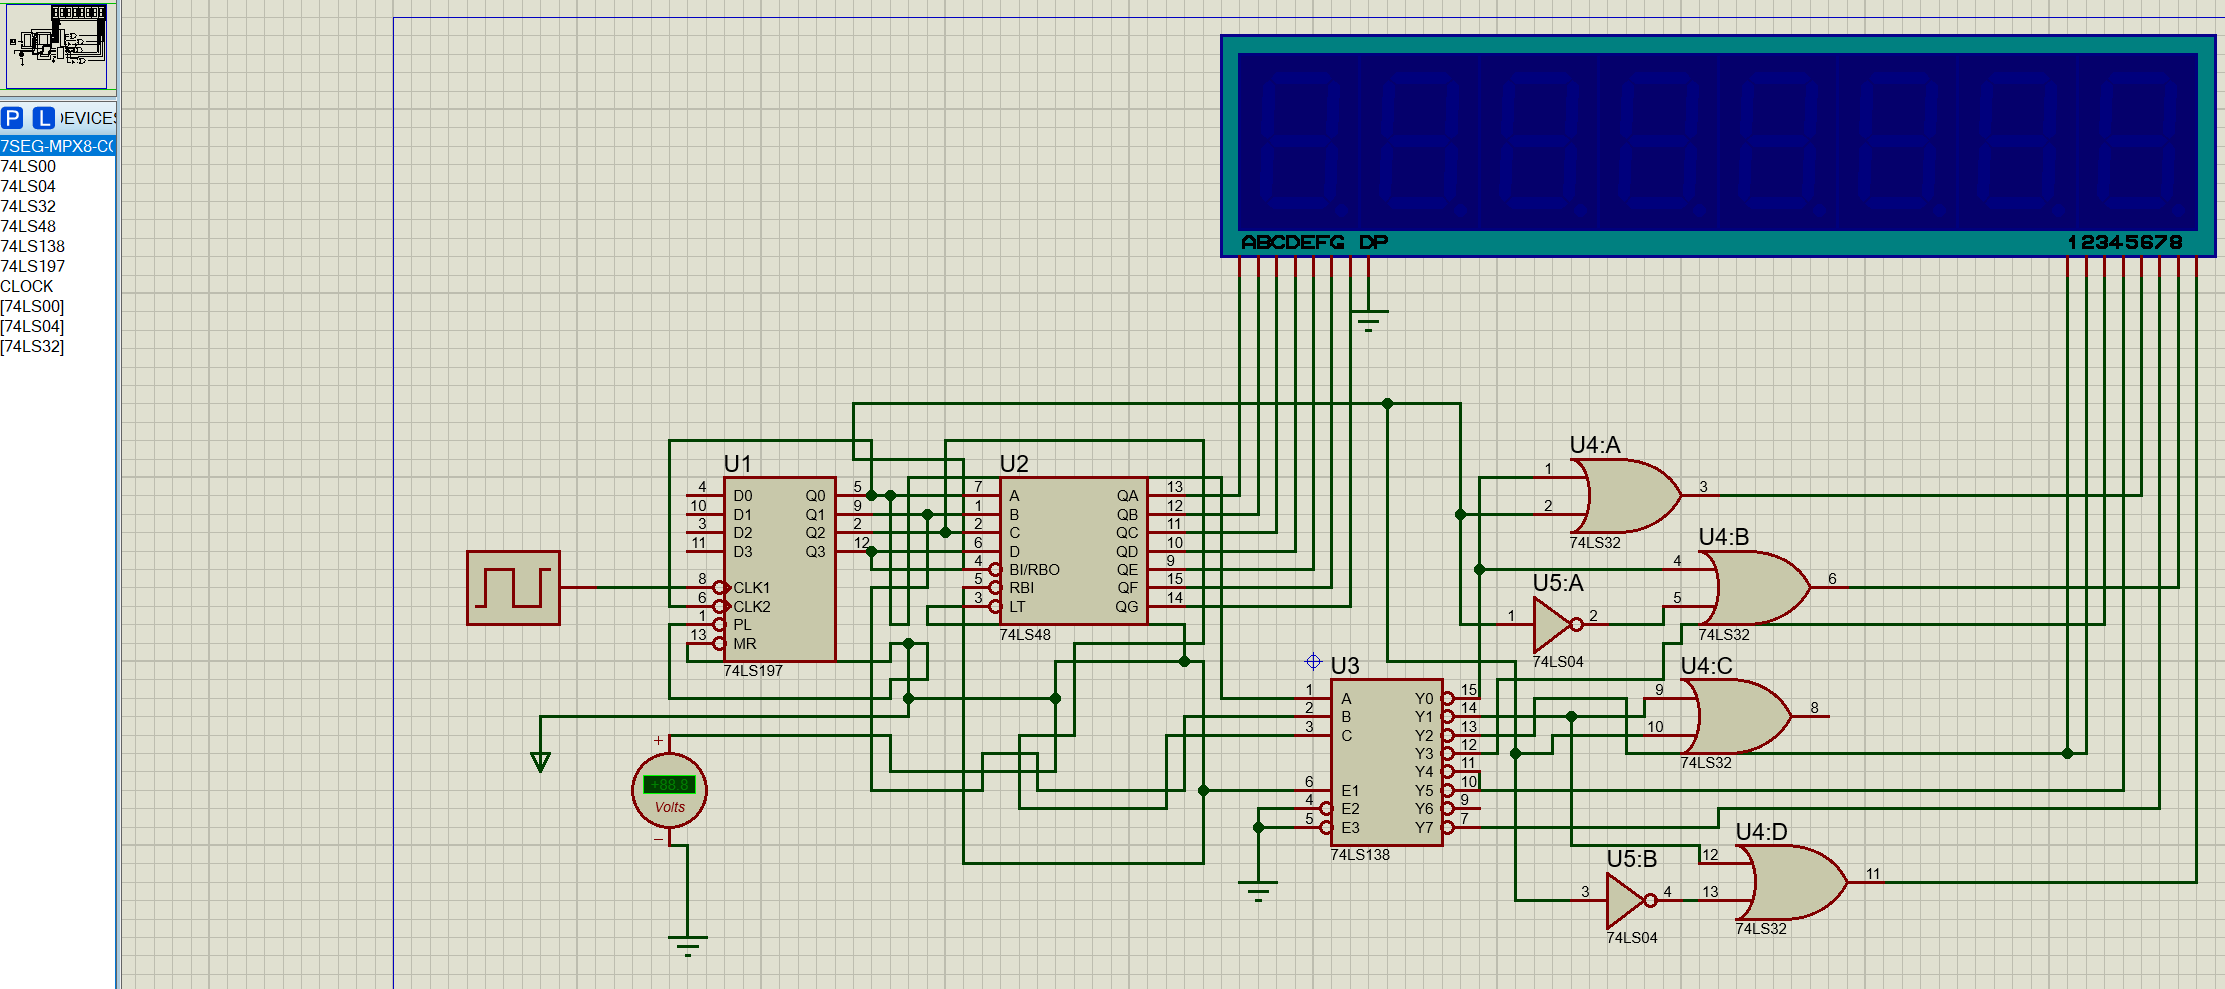 P L DEVICES
7SEG-MPX8-CC
74LS00
74LS04
74LS32
74LS48
74LS138
74LS197
CLOCK
[74LS00]
[74LS04]
[74LS32]
ABCDEFG DP
12345678
U1
4 D0 Q0 5
10 D1 Q1 9
3 D2 Q2 2
11 D3 Q3 12
8 CLK1
6 CLK2
1 PL
13 MR
74LS197
U2
7 A QA 13
1 B QB 12
2 C QC 11
6 D QD 10
4 BI/RBO QE 9
5 RBI QF 15
3 LT QG 14
74LS48
U3
1 A Y0 15
2 B Y1 14
3 C Y2 13
Y3 12
Y4 11
6 E1 Y5 10
4 E2 Y6 9
5 E3 Y7 7
74LS138
U4:A
1
2
3
74LS32
U4:B
4
5
6
74LS32
U5:A
1 2
74LS04
U4:C
9
10
8
74LS32
U4:D
12
13
11
74LS32
U5:B
3 4
74LS04
+
+88.8
Volts
−